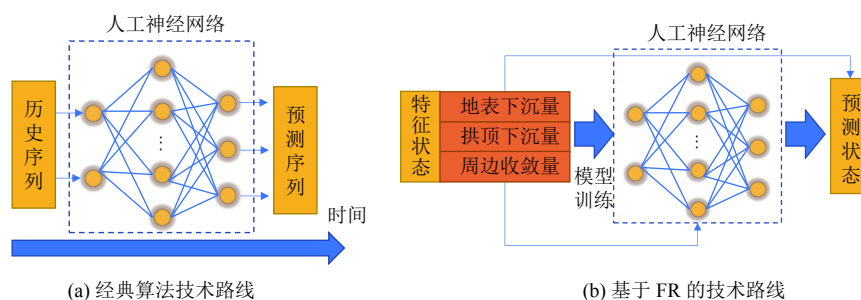 人工神经网络
历史序列
预测序列
时间
(a) 经典算法技术路线
人工神经网络
特征状态
地表下沉量
拱顶下沉量
周边收敛量
模型
训练
预测状态
(b) 基于 FR 的技术路线